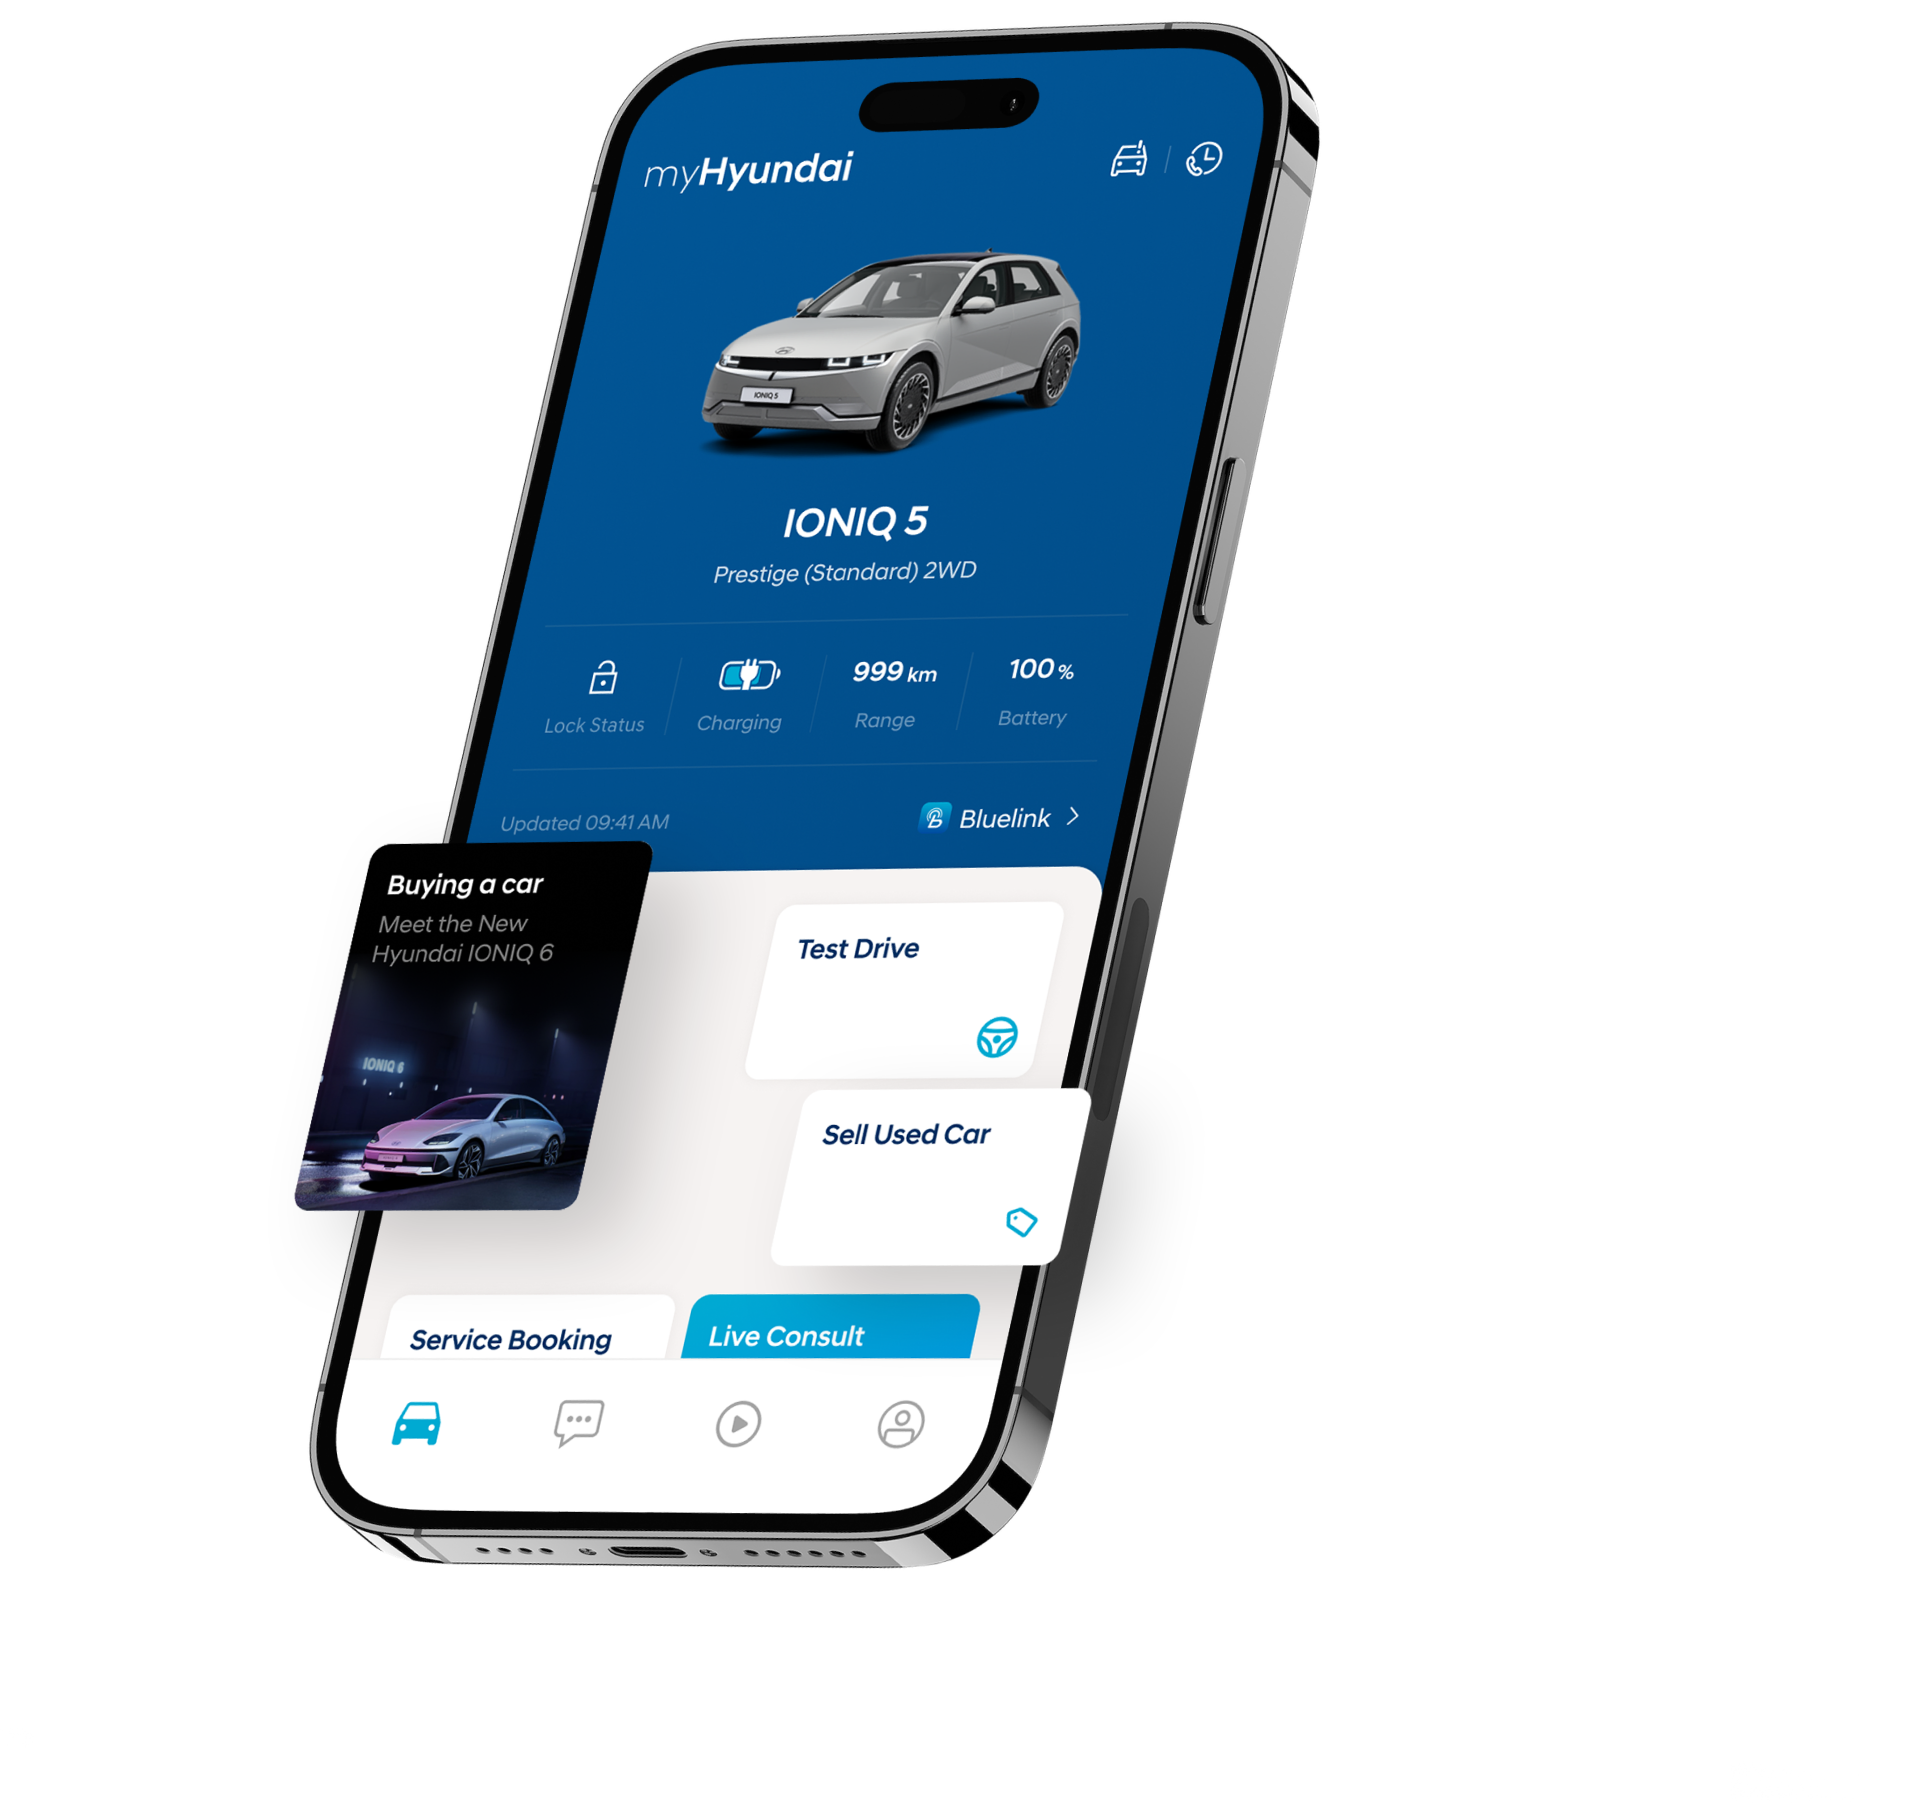 myHyundai
IONIQ 5
IONIQ 5
Prestige (Standard) 2WD
999 km
100 %
Lock Status
Charging
Range
Battery
Updated 09:41 AM
Bluelink
Buying a car
Meet the New
Hyundai IONIQ 6
IONIQ 6
Test Drive
Sell Used Car
Service Booking
Live Consult